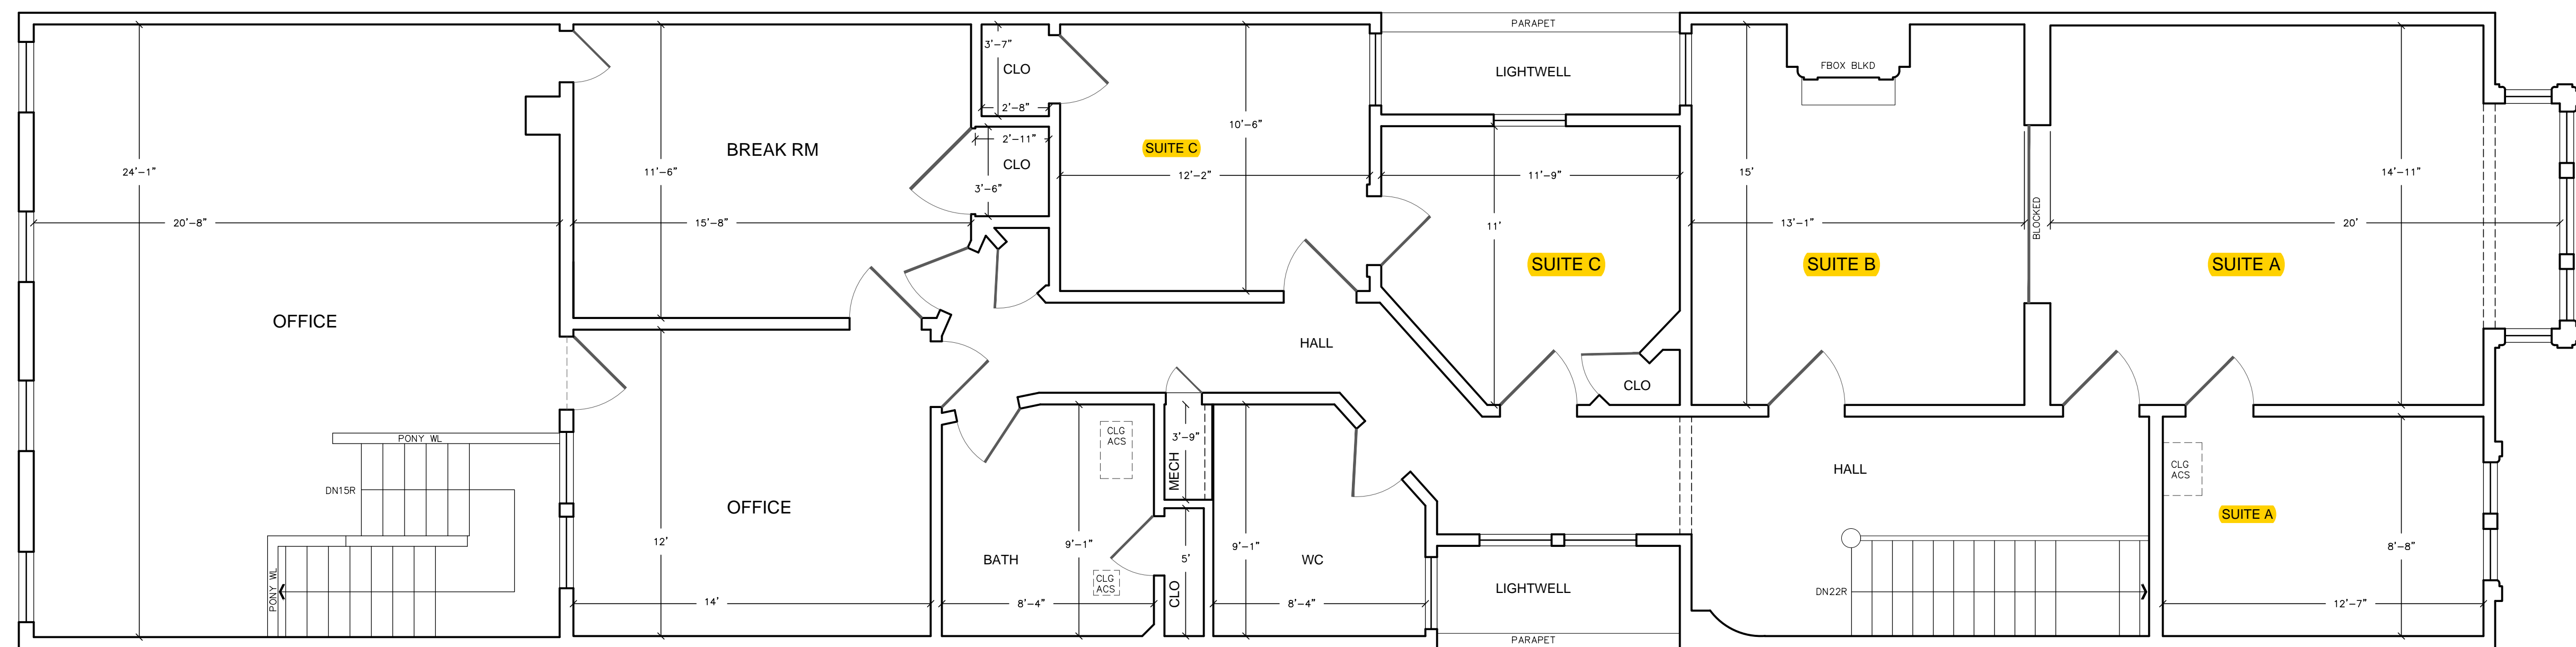 PARAPET
LIGHTWELL
FBOX BLKD
3'-7"
CLO
2'-8"
10'-6"
SUITE C
12'-2"
2'-11"
CLO
3'-6"
BREAK RM
11'-6"
15'-8"
24'-1"
20'-8"
OFFICE
11'-9"
11'
SUITE C
15'
13'-1"
SUITE B
BLOCKED
14'-11"
20'
SUITE A
HALL
CLO
PONY WL
DN15R
PONY WL
OFFICE
12'
14'
CLG
ACS
3'-9"
MECH
9'-1"
BATH
CLG
ACS
8'-4"
5'
CLO
9'-1"
WC
8'-4"
LIGHTWELL
PARAPET
HALL
DN22R
CLG
ACS
SUITE A
8'-8"
12'-7"